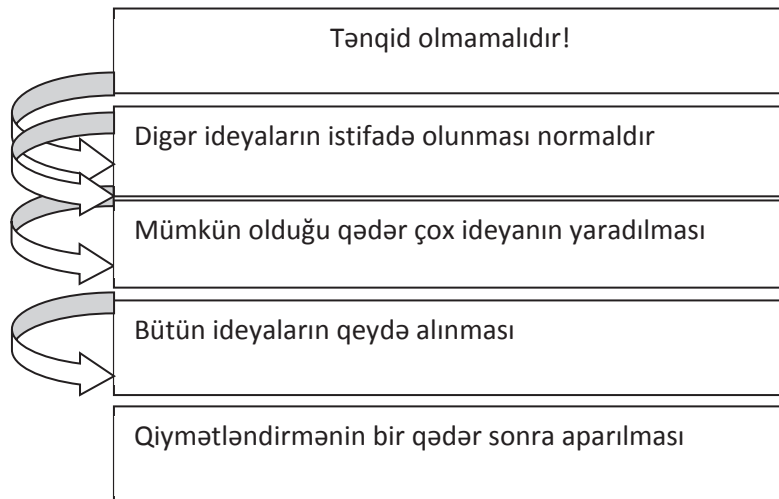 Tənqid olmamalıdır!
Digər ideyaların istifadə olunması normaldır
Mümkün olduğu qədər çox ideyanın yaradılması
Bütün ideyaların qeydə alınması
Qiymətləndirmənin bir qədər sonra aparılması